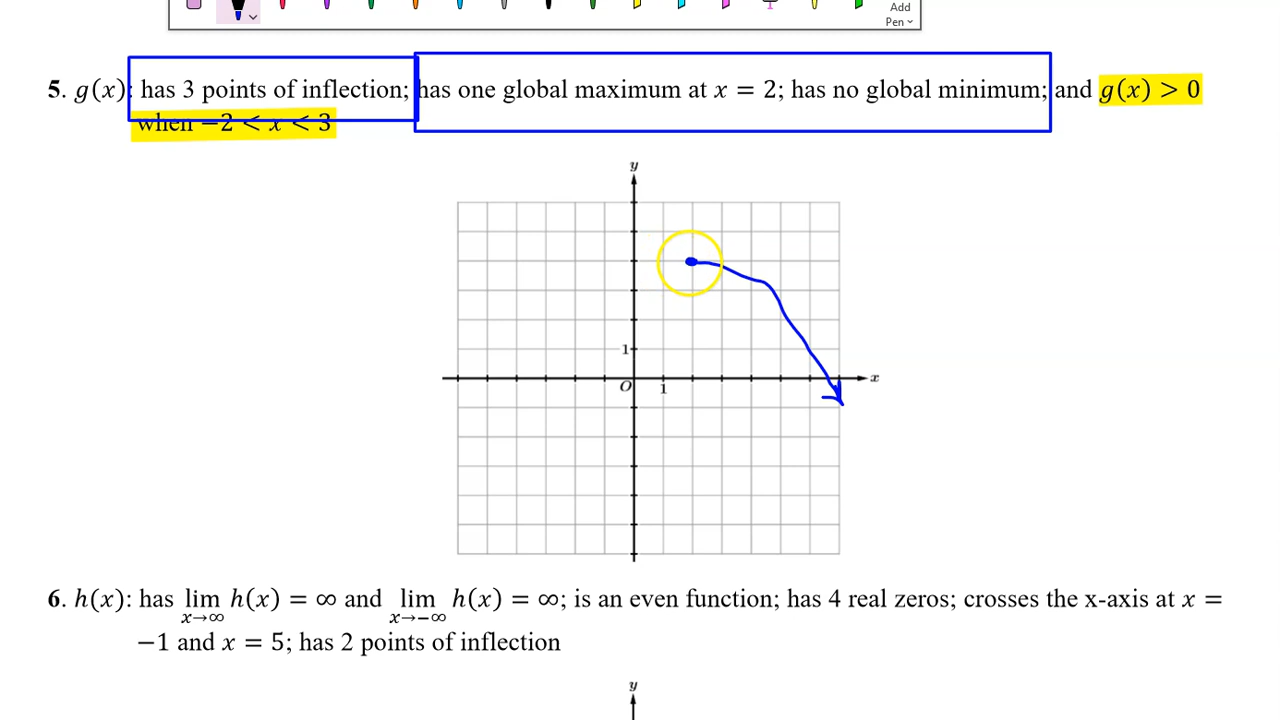 Add
Pen
5. g(x): has 3 points of inflection; has one global maximum at x = 2; has no global minimum; and g(x) > 0
when −2 < x < 3
y
1
O
1
x
6. h(x): has lim x→∞ h(x) = ∞ and lim x→−∞ h(x) = ∞; is an even function; has 4 real zeros; crosses the x-axis at x =
−1 and x = 5; has 2 points of inflection
y